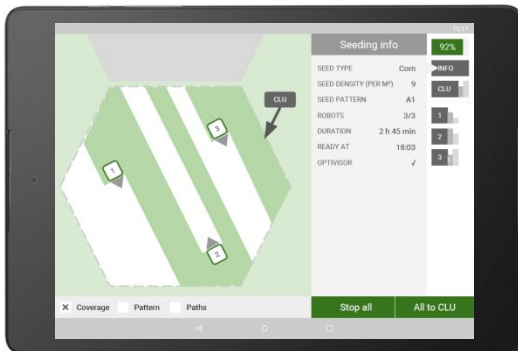 15:17
Seeding info
92%
SEED TYPE Corn
INFO
SEED DENSITY (PER M²) 9
CLU
SEED PATTERN A1
CLU
ROBOTS 3/3
1
DURATION 2 h 45 min
3
READY AT 18:03
2
OPTIVISOR √
3
1
2
X Coverage Pattern Paths
Stop all All to CLU